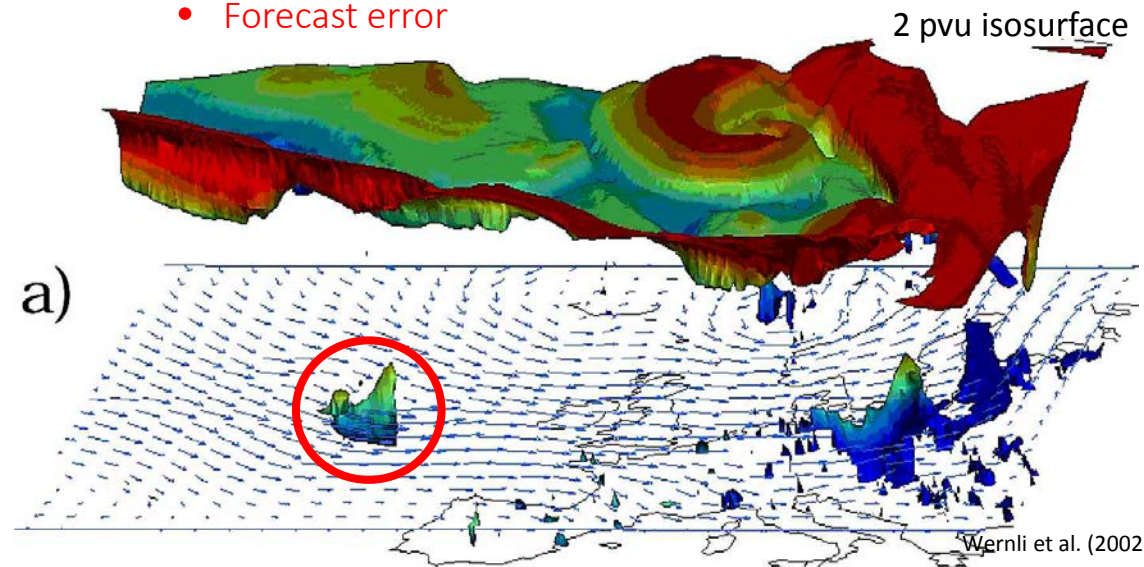 • Forecast error
2 pvu isosurface
a)
Wernli et al. (2002